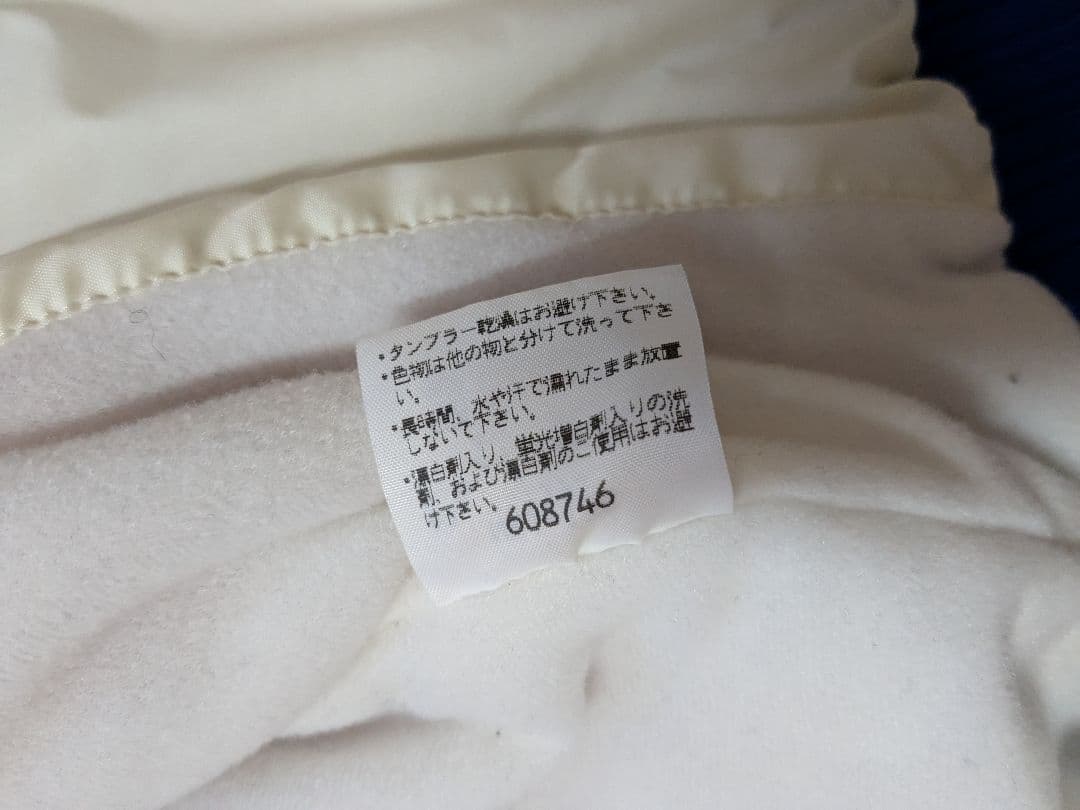 ・タンブラー乾燥はお避け下さい。
・色物は他の物と分けて洗って下さ
い。
・長時間、水や汗で濡れたまま放置
しないで下さい。
・漂白剤入り、蛍光増白剤入りの洗
剤、および漂白剤のご使用はお避
け下さい。
608746